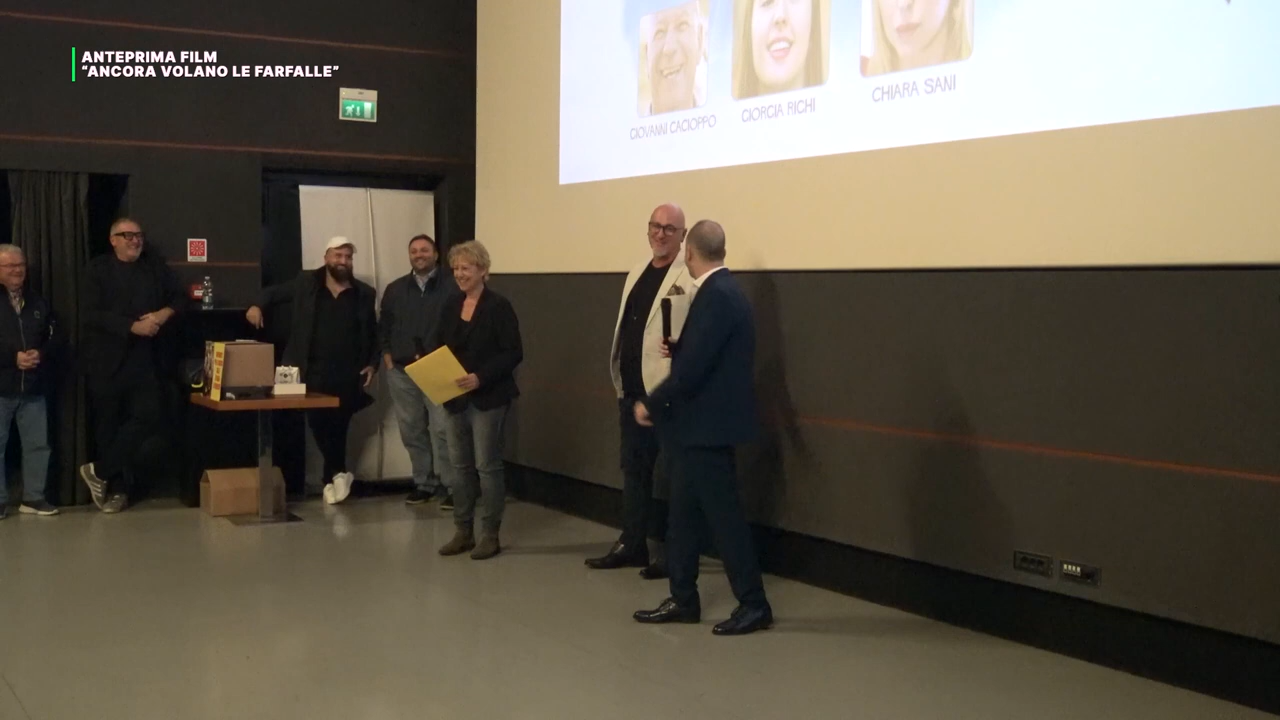 ANTEPRIMA FILM
“ANCORA VOLANO LE FARFALLE”
GIOVANNI CACIOPPO
GIORGIA RICHI
CHIARA SANI